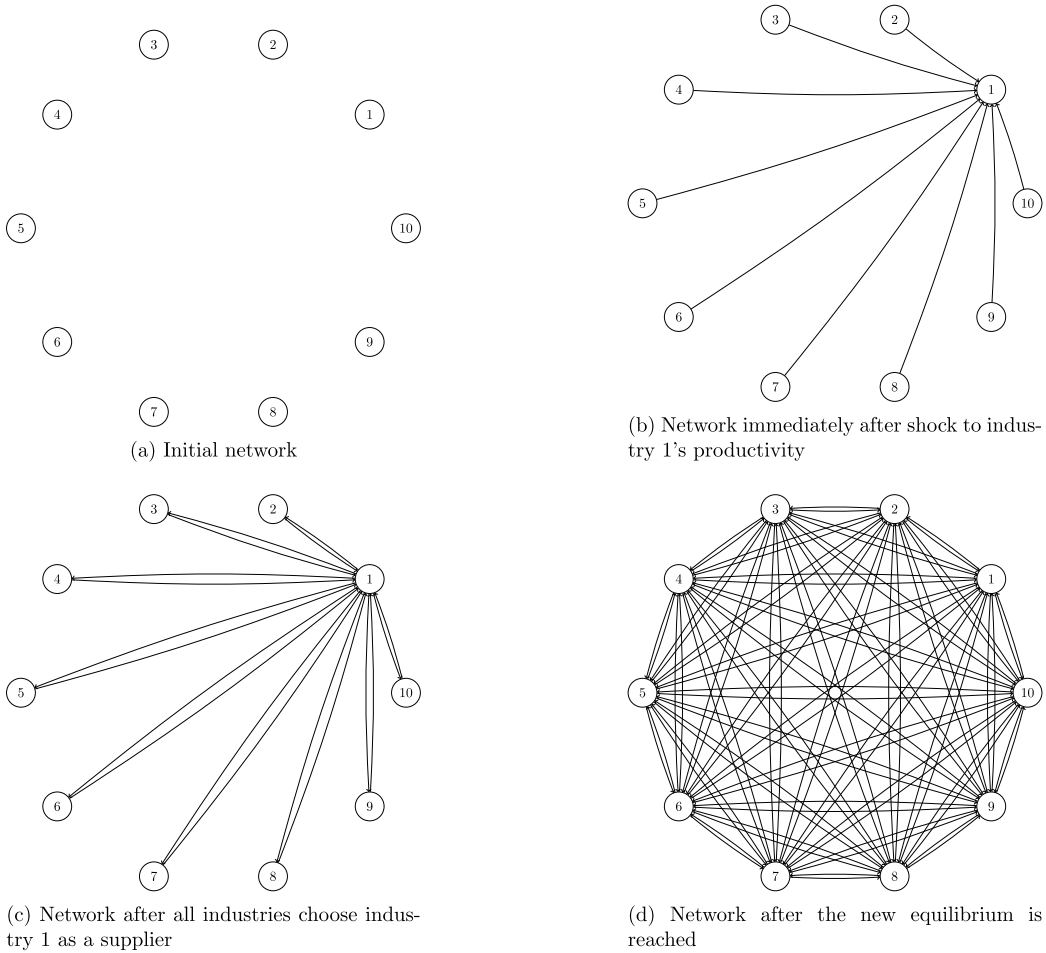 3 2
4 1
5 10
6 9
7 8
(a) Initial network
3 2
4 1
5 10
6 9
7 8
(b) Network immediately after shock to indus-
try 1's productivity
3 2
4 1
5 10
6 9
7 8
(c) Network after all industries choose indus-
try 1 as a supplier
3 2
4 1
5 10
6 9
7 8
(d) Network after the new equilibrium is
reached